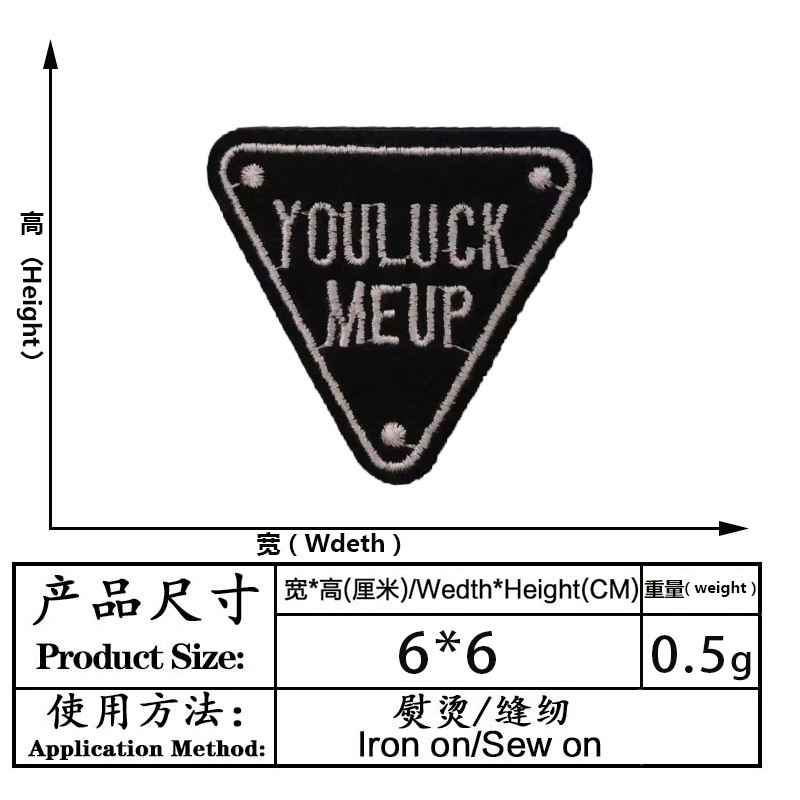 高（Height）
YOULUCK
MEUP
宽（Wdeth）
产品尺寸
Product Size:
宽*高(厘米)/Wedth*Height(CM)
重量( weight )
6*6
0.5g
使用方法：
Application Method:
熨烫/缝纫
Iron on/Sew on